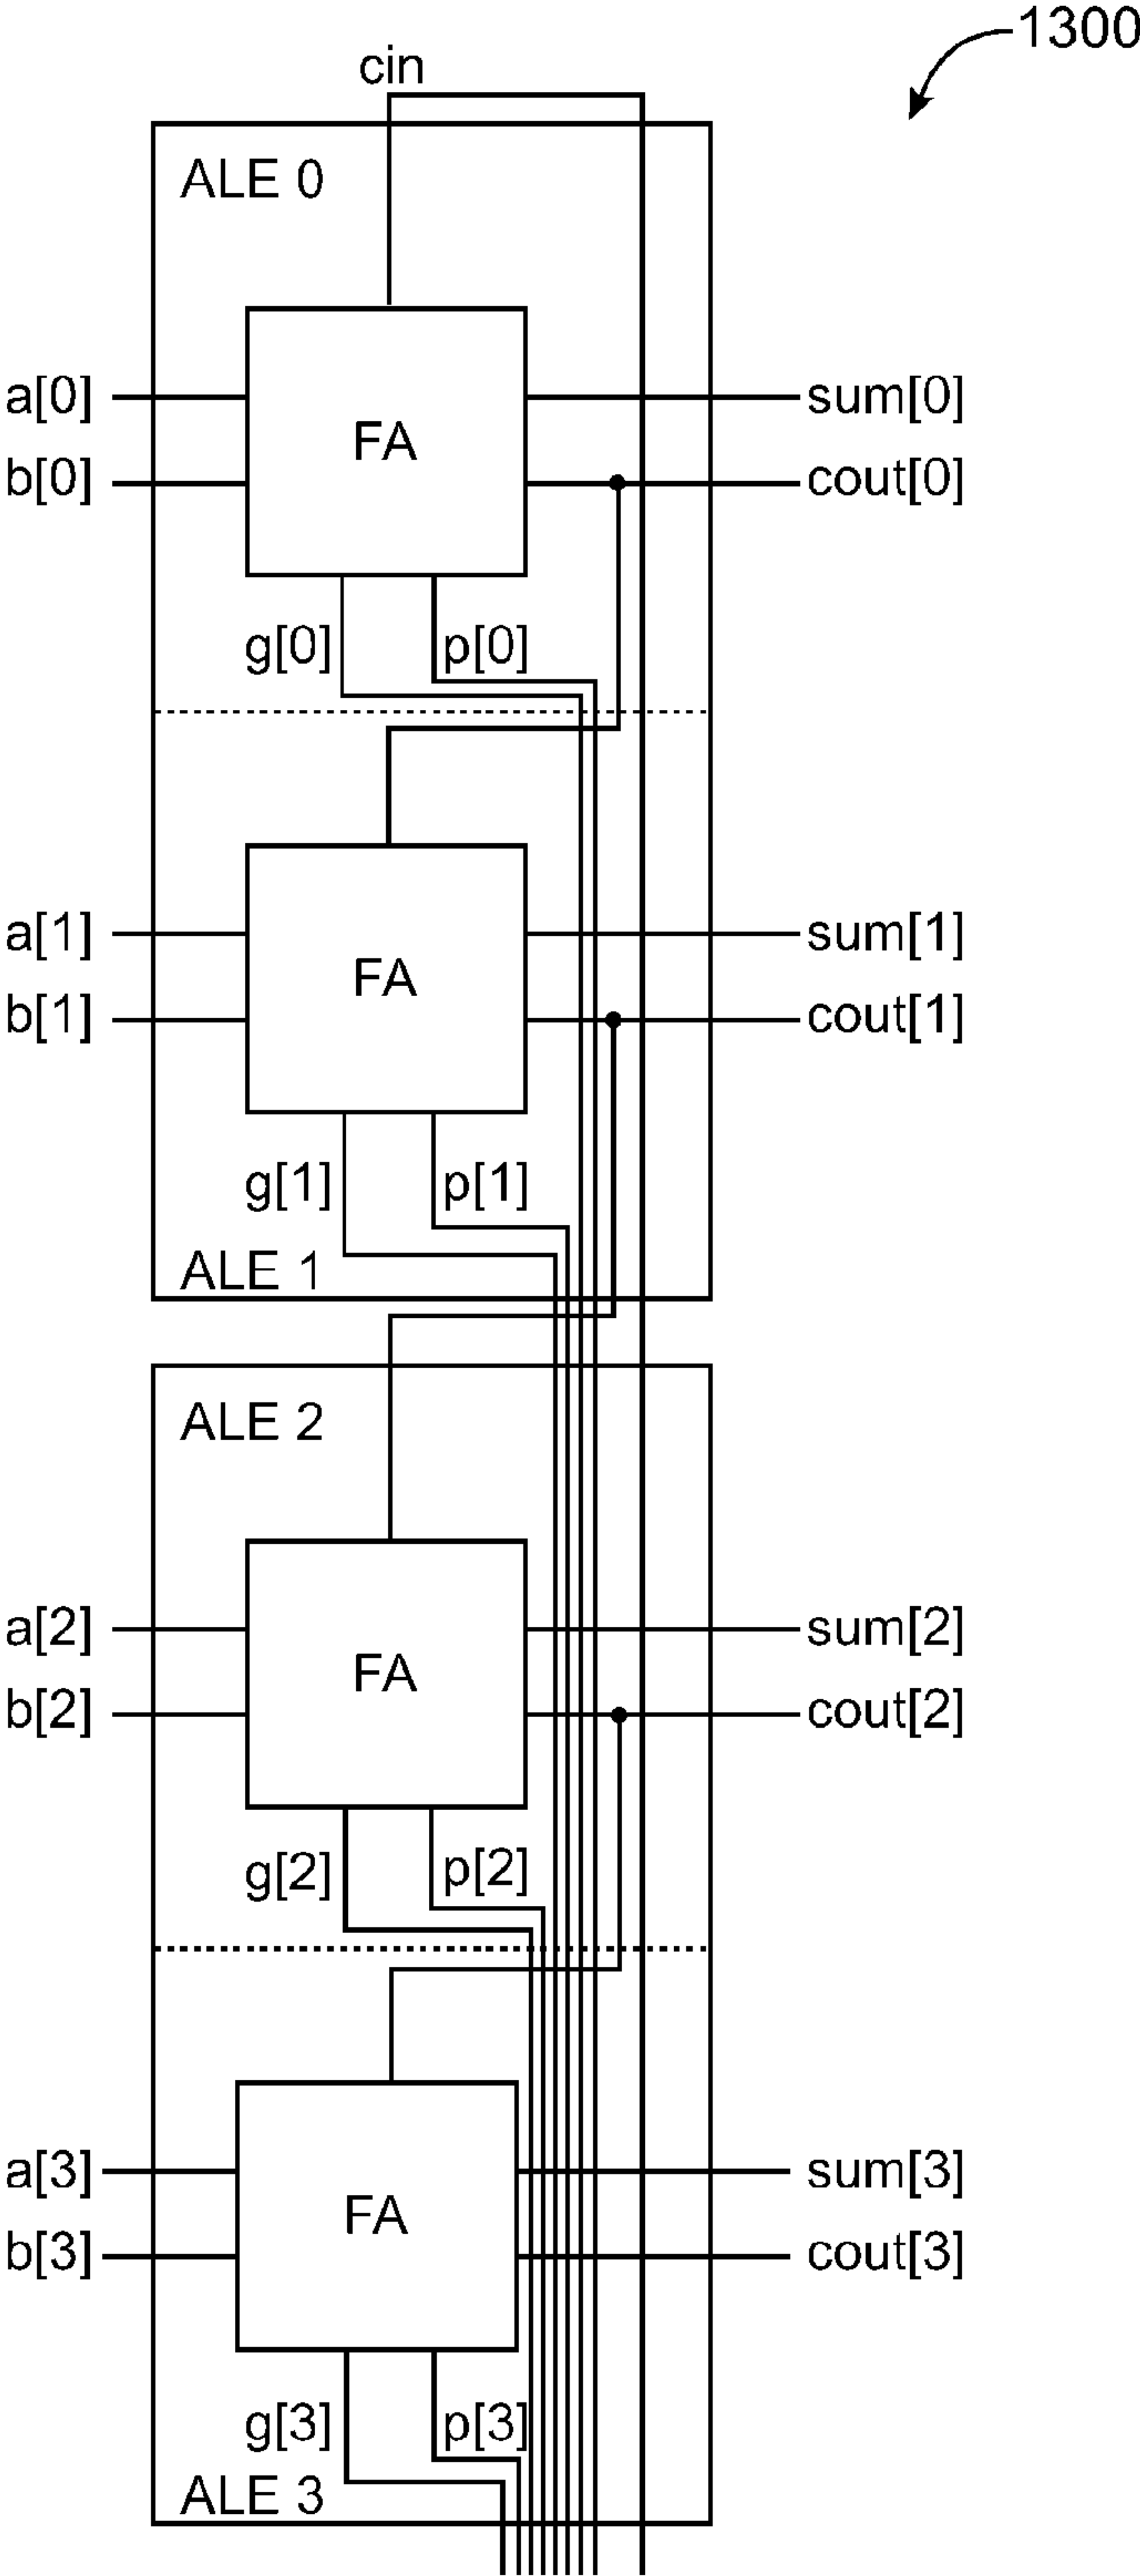 1300
cin
ALE 0
a[0] sum[0]
FA
b[0] cout[0]
g[0] p[0]
a[1] sum[1]
FA
b[1] cout[1]
g[1] p[1]
ALE 1
ALE 2
a[2] sum[2]
FA
b[2] cout[2]
g[2] p[2]
a[3] sum[3]
FA
b[3] cout[3]
g[3] p[3]
ALE 3